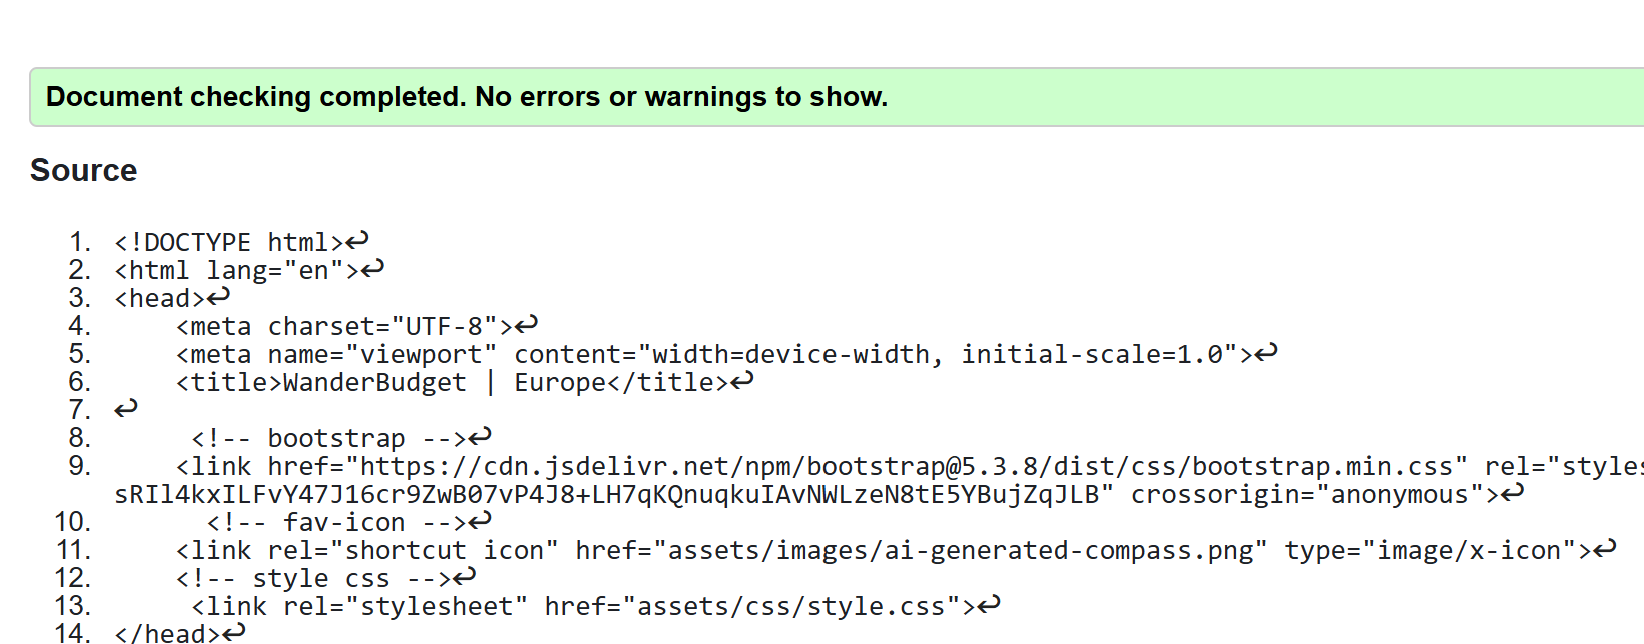 Document checking completed. No errors or warnings to show.
Source
1. <!DOCTYPE html>↩
2. <html lang="en">↩
3. <head>↩
4.     <meta charset="UTF-8">↩
5.     <meta name="viewport" content="width=device-width, initial-scale=1.0">↩
6.     <title>WanderBudget | Europe</title>↩
7. ↩
8.      <!-- bootstrap -->↩
9.     <link href="https://cdn.jsdelivr.net/npm/bootstrap@5.3.8/dist/css/bootstrap.min.css" rel="styles
sRIl4kxILFvY47J16cr9ZwB07vP4J8+LH7qKQnuqkuIAvNWLzeN8tE5YBujZqJLB" crossorigin="anonymous">↩
10.       <!-- fav-icon -->↩
11.     <link rel="shortcut icon" href="assets/images/ai-generated-compass.png" type="image/x-icon">↩
12.     <!-- style css -->↩
13.      <link rel="stylesheet" href="assets/css/style.css">↩
14. </head>↩